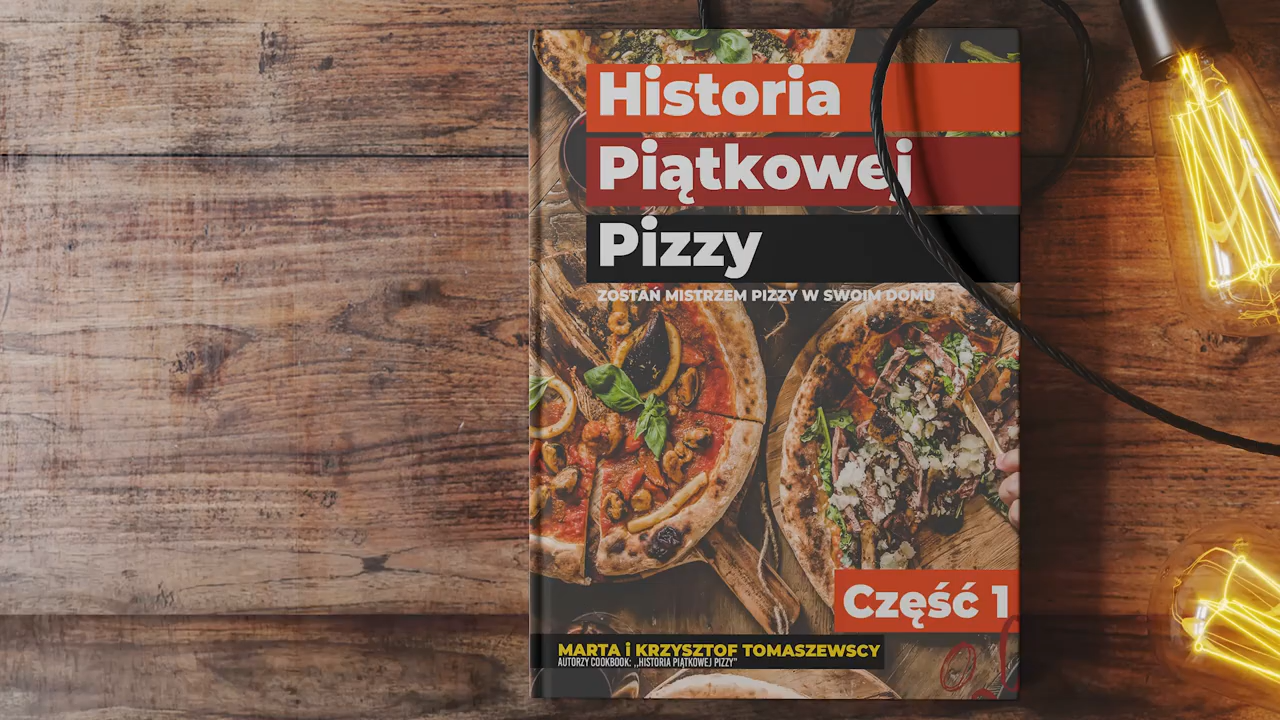 Historia
Piątkowej
Pizzy
ZOSTAŃ MISTRZEM PIZZY W SWOIM DOMU
Część 1
MARTA i KRZYSZTOF TOMASZEWSCY
AUTORZY COOKBOOK: ,,HISTORIA PIĄTKOWEJ PIZZY"